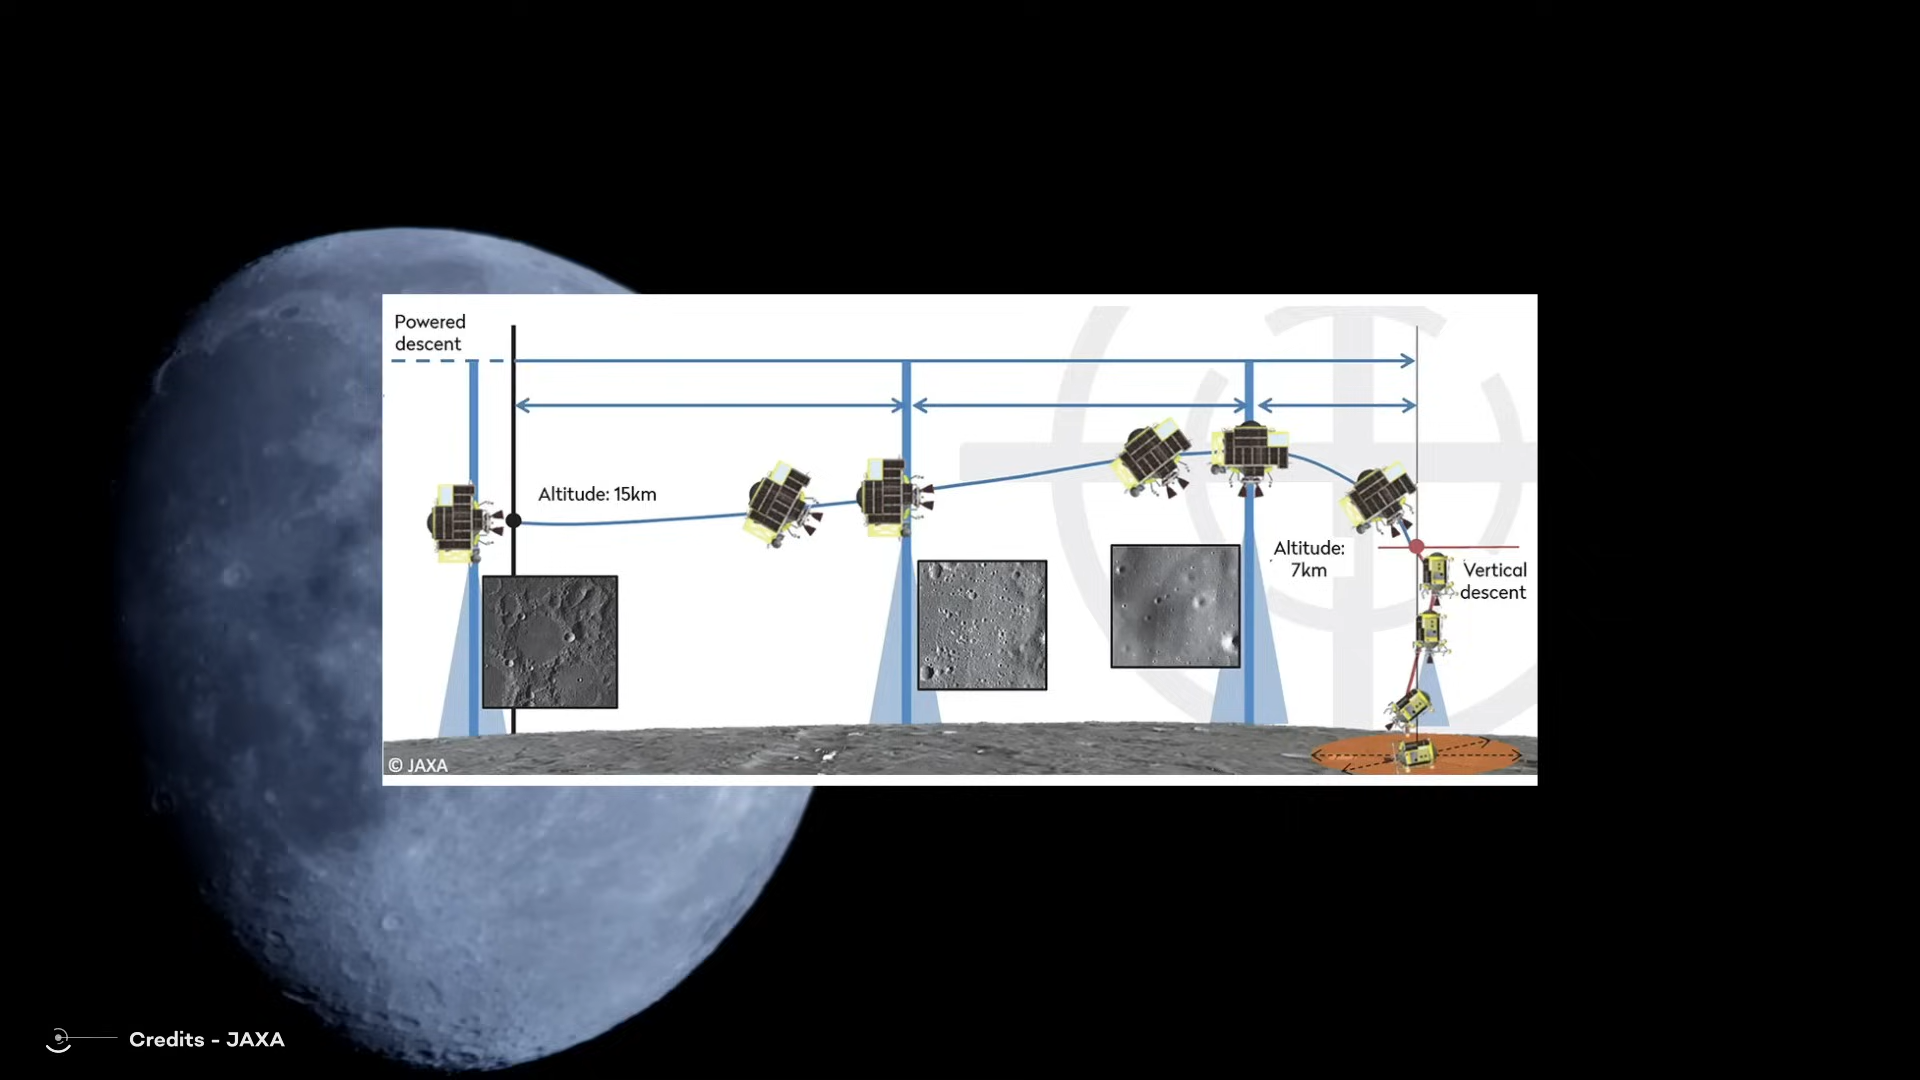 Powered
descent
Altitude: 15km
Altitude:
7km
Vertical
descent
© JAXA
Credits - JAXA